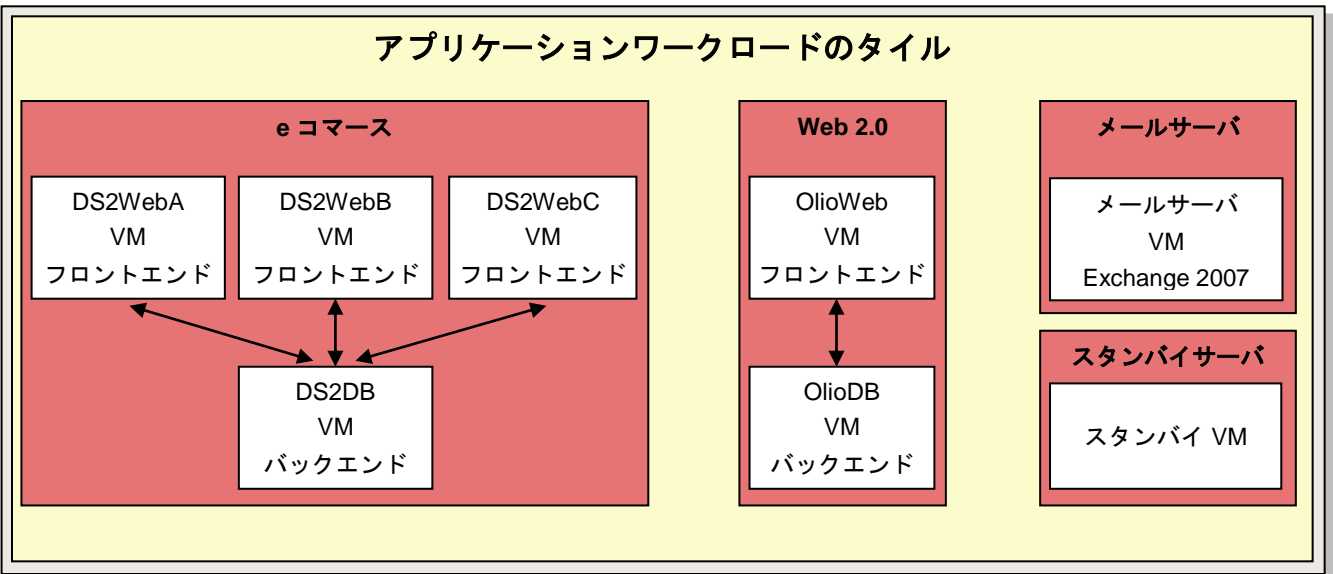 アプリケーションワークロードのタイル
e コマース
DS2WebA
VM
フロントエンド
DS2WebB
VM
フロントエンド
DS2WebC
VM
フロントエンド
DS2DB
VM
バックエンド
Web 2.0
OlioWeb
VM
フロントエンド
OlioDB
VM
バックエンド
メールサーバ
メールサーバ
VM
Exchange 2007
スタンバイサーバ
スタンバイ VM